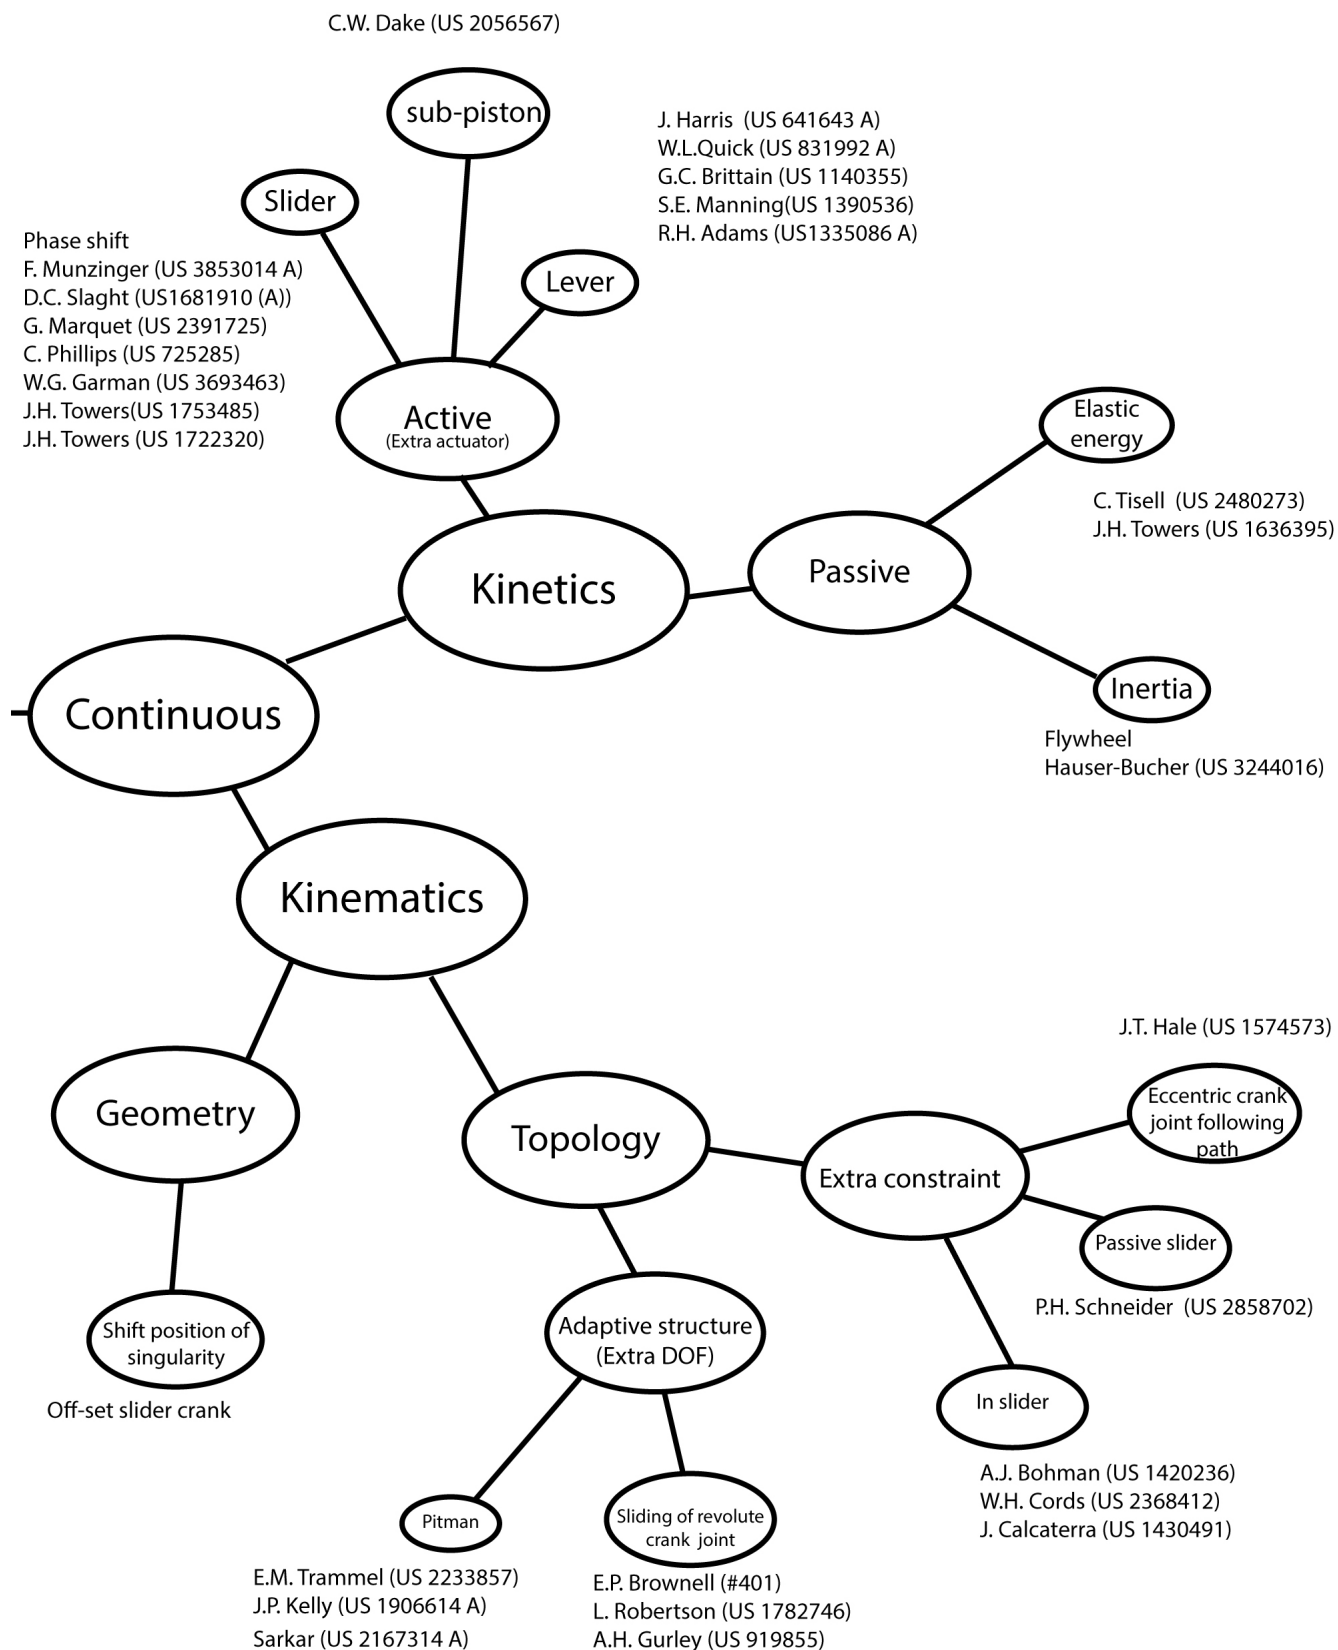 C.W. Dake (US 2056567)
sub-piston
J. Harris  (US 641643 A)
W.L.Quick (US 831992 A)
G.C. Brittain (US 1140355)
S.E. Manning(US 1390536)
R.H. Adams (US1335086 A)
Slider
Phase shift
F. Munzinger (US 3853014 A)
D.C. Slaght (US1681910 (A))
G. Marquet (US 2391725)
C. Phillips (US 725285)
W.G. Garman (US 3693463)
J.H. Towers(US 1753485)
J.H. Towers (US 1722320)
Lever
Active
(Extra actuator)
Elastic
energy
C. Tisell  (US 2480273)
J.H. Towers (US 1636395)
Kinetics
Passive
Inertia
Flywheel
Hauser-Bucher (US 3244016)
Continuous
Kinematics
J.T. Hale (US 1574573)
Geometry
Topology
Extra constraint
Eccentric crank
joint following
path
Passive slider
P.H. Schneider  (US 2858702)
Shift position of
singularity
Off-set slider crank
Adaptive structure
(Extra DOF)
In slider
A.J. Bohman (US 1420236)
W.H. Cords (US 2368412)
J. Calcaterra (US 1430491)
Pitman
E.M. Trammel (US 2233857)
J.P. Kelly (US 1906614 A)
Sarkar (US 2167314 A)
Sliding of revolute
crank  joint
E.P. Brownell (#401)
L. Robertson (US 1782746)
A.H. Gurley (US 919855)